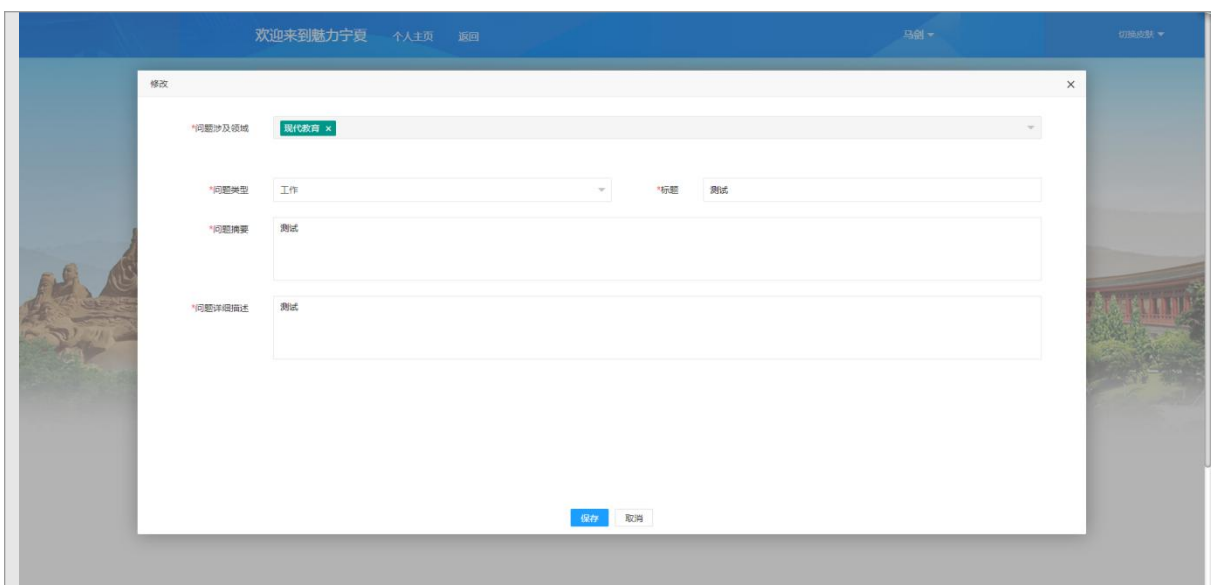 欢迎来到魅力宁夏 个人主页 返回 马剑 切换皮肤
修改 ×
*问题涉及领域 现代教育 ×
*问题类型 工作 *标题 测试
*问题摘要 测试
*问题详细描述 测试
保存 取消